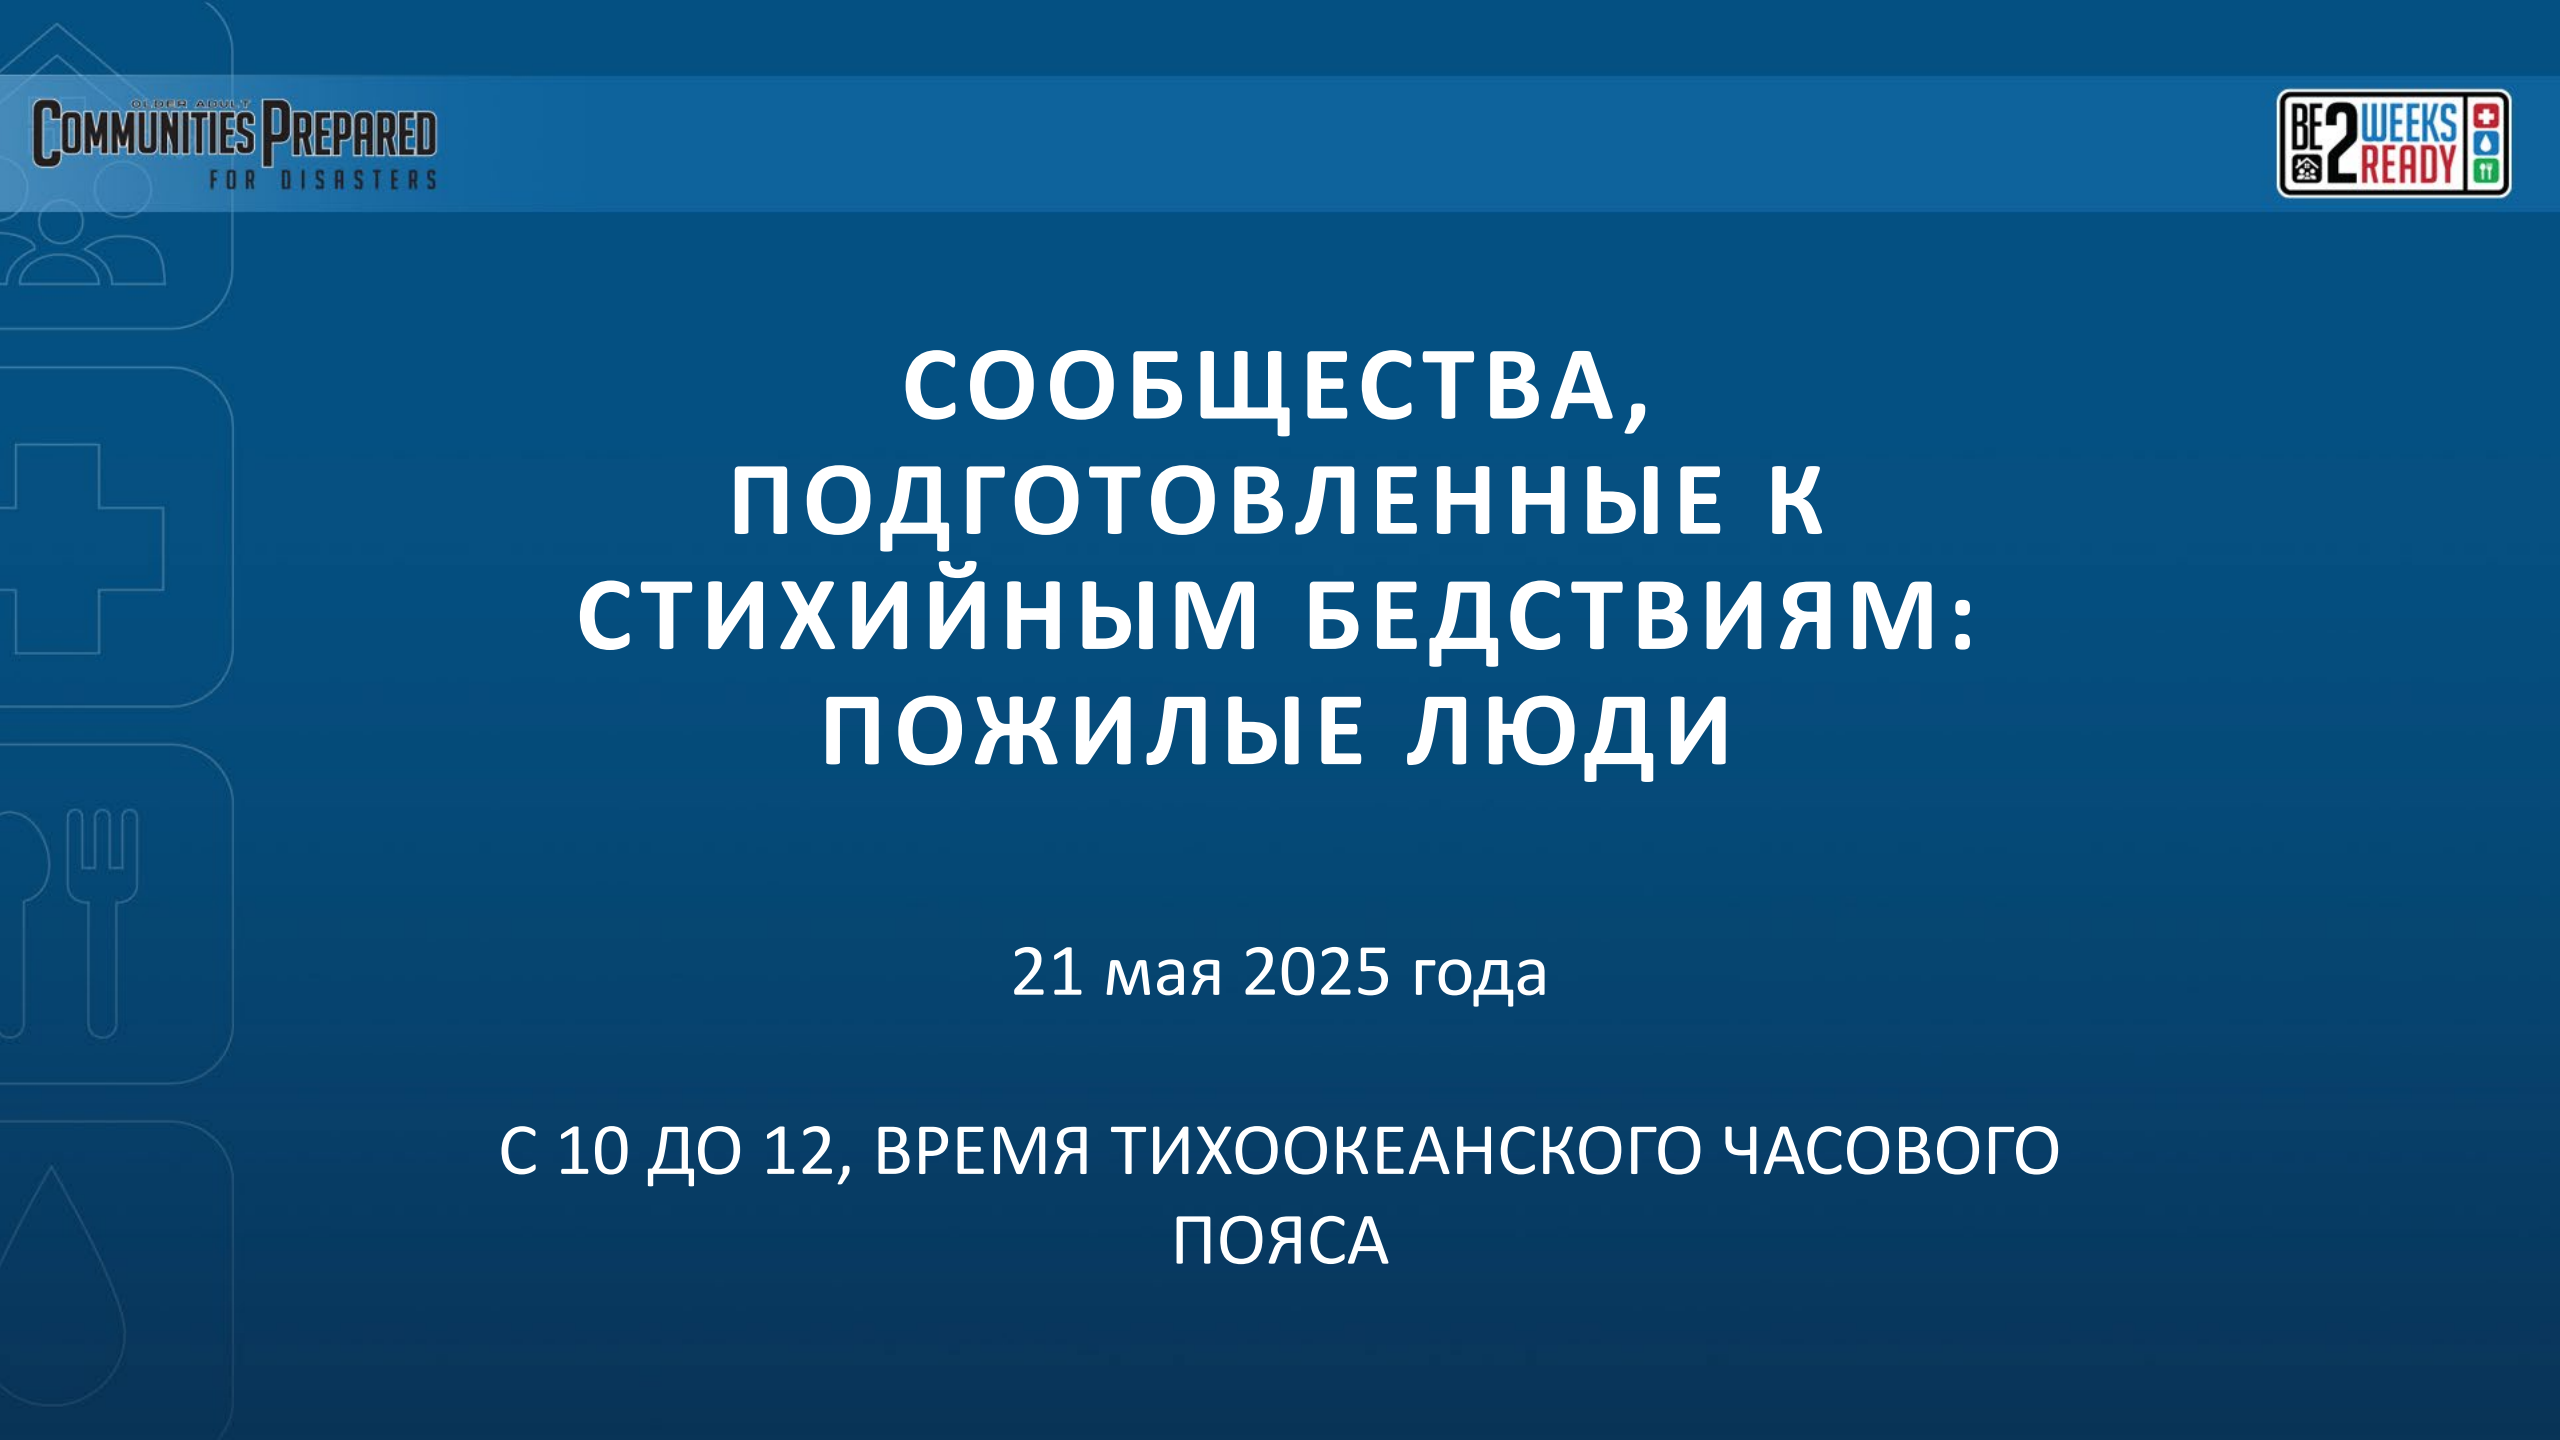 OLDER ADULT
COMMUNITIES PREPARED
FOR DISASTERS
BE 2 WEEKS
READY
СООБЩЕСТВА,
ПОДГОТОВЛЕННЫЕ К
СТИХИЙНЫМ БЕДСТВИЯМ:
ПОЖИЛЫЕ ЛЮДИ
21 мая 2025 года
С 10 ДО 12, ВРЕМЯ ТИХООКЕАНСКОГО ЧАСОВОГО
ПОЯСА